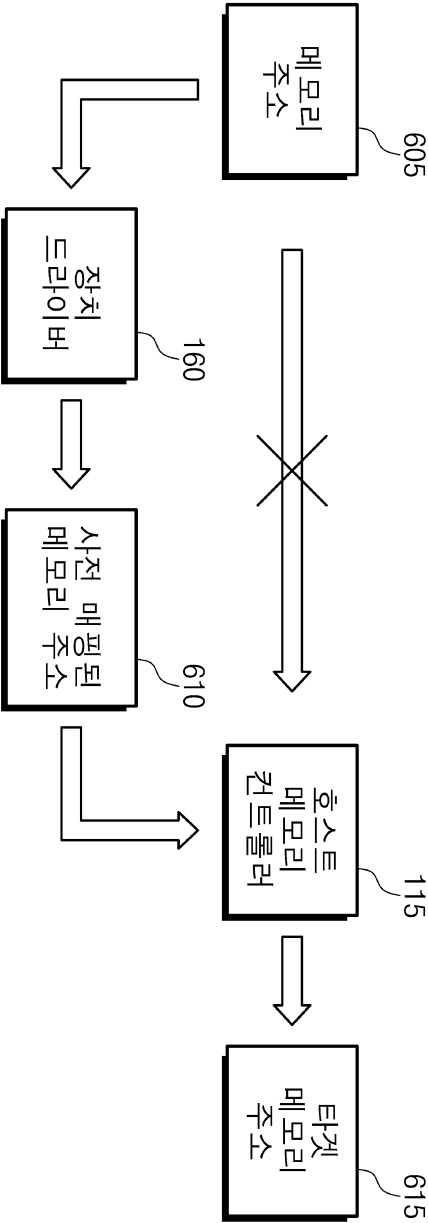 605
메모리
주소
115
호스트
메모리
컨트롤러
615
타겟
메모리
주소
160
장치
드라이버
610
사전 매핑된
메모리 주소